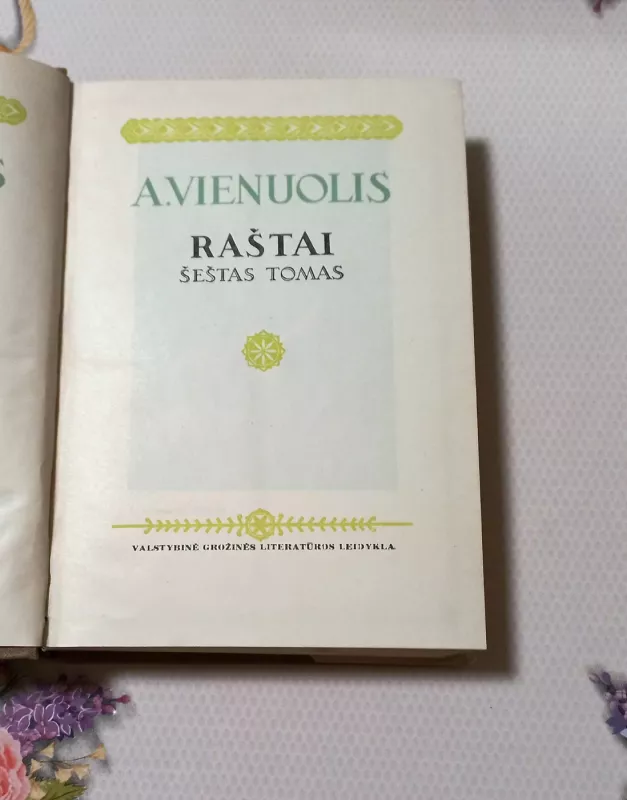 S
A.VIENUOLIS
RAŠTAI
ŠEŠTAS TOMAS
VALSTYBINĖ GROŽINĖS LITERATŪROS LEIDYKLA